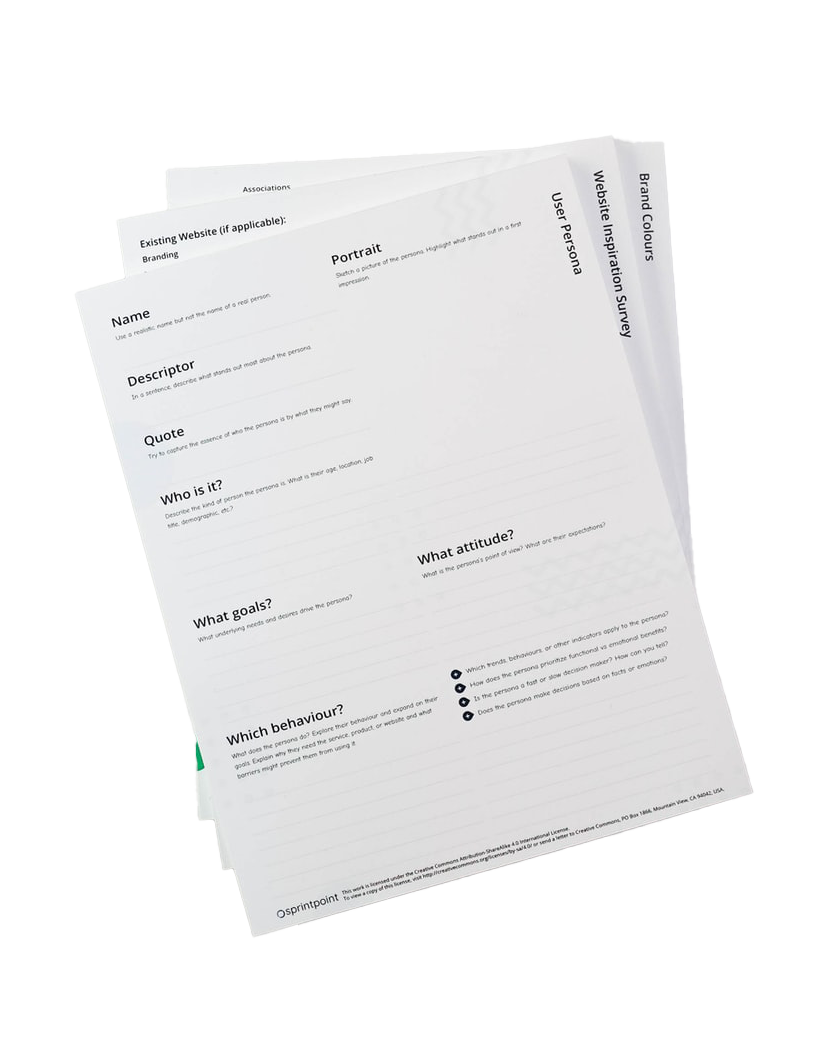 Associations
Brand Colours
Existing Website (if applicable):
Branding
Website Inspiration Survey
User Persona
Name
Use a realistic name but not the name of a real person.
Portrait
Sketch a picture of the persona. Highlight what stands out in a first
impression.
Descriptor
In a sentence, describe what stands out most about the persona.
Quote
Try to capture the essence of who the persona is by what they might say.
Who is it?
Describe the kind of person the persona is. What is their age, location, job
title, demographic, etc.?
What attitude?
What is the persona's point of view? What are their expectations?
What goals?
What underlying needs and desires drive the persona?
Which behaviour?
What does the persona do? Explore their behaviour and expand on their
goals. Explain why they need the service, product, or website and what
barriers might prevent them from using it.
Which trends, behaviours, or other indicators apply to the persona?
How does the persona prioritize functional vs emotional benefits?
Is the persona a fast or slow decision maker? How can you tell?
Does the persona make decisions based on facts or emotions?
sprintpoint
This work is licensed under the Creative Commons Attribution-ShareAlike 4.0 International License.
To view a copy of this license, visit http://creativecommons.org/licenses/by-sa/4.0/ or send a letter to Creative Commons, PO Box 1866, Mountain View, CA 94042, USA.